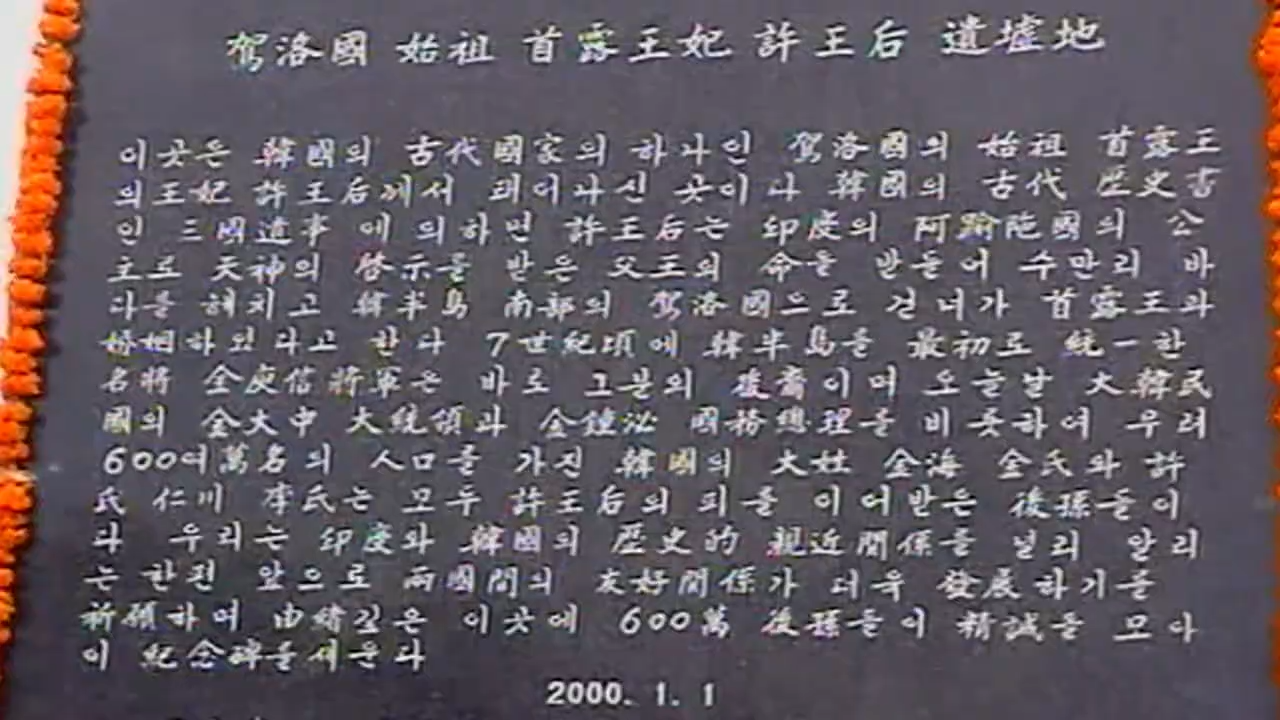 駕洛國 始祖 首露王妃 許王后 遺墟地
이곳은 韓國의 古代國家의 하나인 駕洛國의 始祖 首露王
의王妃 許王后께서 태어나신 곳이다 韓國의 古代 歷史書
인 三國遺事 에 의하면 許王后는 印度의 阿踰陁國의 公
主로 天神의 啓示를 받은 父王의 命을 받들어 수만리 바
다를 헤치고 韓半島 南部의 駕洛國으로 건너가 首露王과
婚姻하였다고 한다 7世紀頃에 韓半島를 最初로 統一한
名將 金庾信將軍은 바로 그분의 後裔이며 오늘날 大韓民
國의 金大中 大統領과 金鍾泌 國務總理를 비롯하여 우려
600여萬名의 人口를 가진 韓國의 大姓 金海 金氏와 許
氏 仁川 李氏는 모두 許王后의 피를 이어받은 後孫들이
다 우리는 印度와 韓國의 歷史的 親近關係를 널리 알리
는 한편 앞으로 兩國間의 友好關係가 더욱 發展하기를
祈願하며 由緖깊은 이곳에 600萬 後孫들이 精誠을 모아
이 紀念碑를세운다
2000. 1. 1